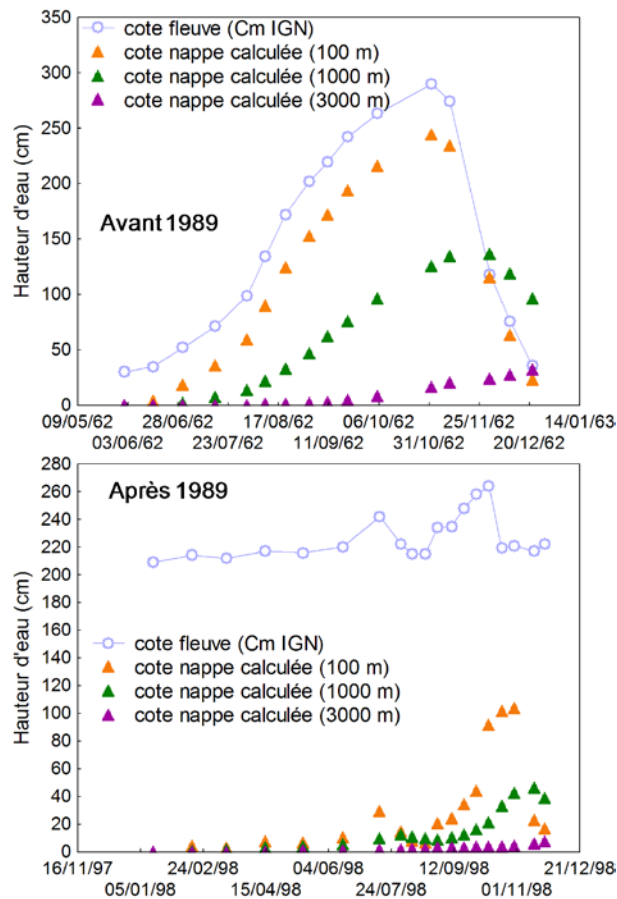 350
cote fleuve (Cm IGN)
cote nappe calculée (100 m)
300
cote nappe calculée (1000 m)
cote nappe calculée (3000 m)
250
200
Avant 1989
150
100
50
0
Hauteur d'eau (cm)
09/05/62 28/06/62 17/08/62 06/10/62 25/11/62 14/01/63
03/06/62 23/07/62 11/09/62 31/10/62 20/12/62
280
Après 1989
260
240
220
200
180
160
cote fleuve (Cm IGN)
140
cote nappe calculée (100 m)
120
cote nappe calculée (1000 m)
100
cote nappe calculée (3000 m)
80
60
40
20
0
Hauteur d'eau (cm)
16/11/97 24/02/98 04/06/98 12/09/98 21/12/98
05/01/98 15/04/98 24/07/98 01/11/98